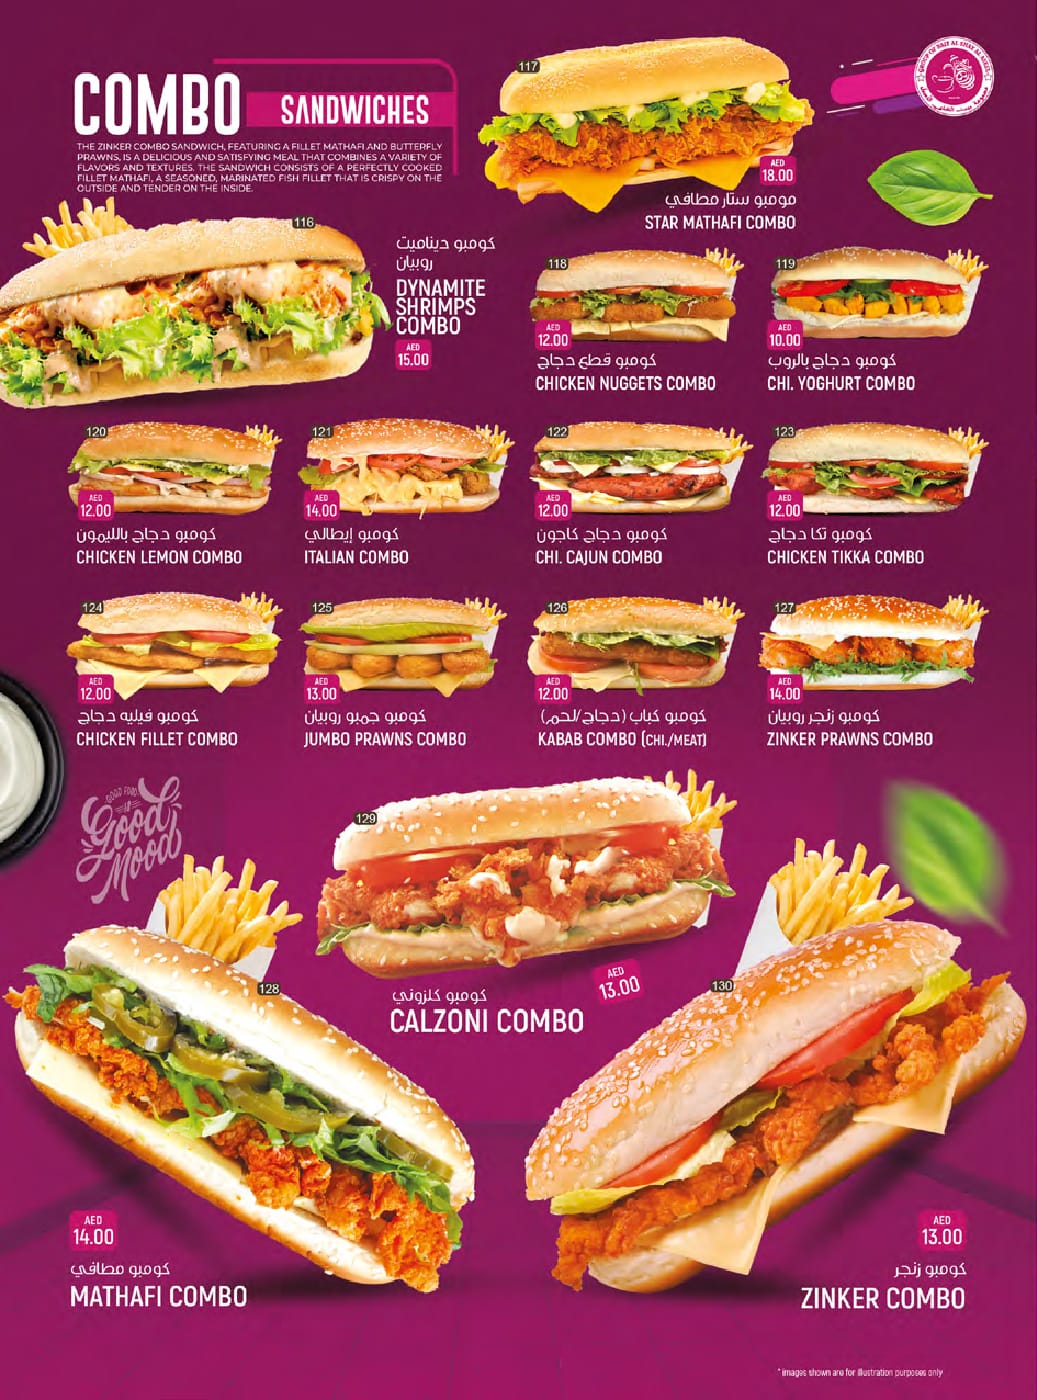 COMBO
SANDWICHES
THE ZINKER COMBO SANDWICH, FEATURING A FILLET MATHAFI AND BUTTERFLY
PRAWNS, IS A DELICIOUS AND SATISFYING MEAL THAT COMBINES A VARIETY OF
FLAVORS AND TEXTURES. THE SANDWICH CONSISTS OF A PERFECTLY COOKED
FILLET MATHAFI, A SEASONED, MARINATED FISH FILLET THAT IS CRISPY ON THE
OUTSIDE AND TENDER ON THE INSIDE.
117
AED
18.00
مومبو ستار مطافي
STAR MATHAFI COMBO
116
كومبو ديناميت
روبيان
DYNAMITE
SHRIMPS
COMBO
AED
15.00
118
AED
12.00
كومبو قطع دجاج
CHICKEN NUGGETS COMBO
119
AED
10.00
كومبو دجاج بالروب
CHI. YOGHURT COMBO
120
AED
12.00
كومبو دجاج بالليمون
CHICKEN LEMON COMBO
121
AED
14.00
كومبو إيطالي
ITALIAN COMBO
122
AED
12.00
كومبو دجاج كاجون
CHI. CAJUN COMBO
123
AED
12.00
كومبو تكا دجاج
CHICKEN TIKKA COMBO
124
AED
12.00
كومبو فيليه دجاج
CHICKEN FILLET COMBO
125
AED
13.00
كومبو جمبو روبيان
JUMBO PRAWNS COMBO
126
AED
12.00
كومبو كباب (دجاج/لحم)
KABAB COMBO (CHI./MEAT)
127
AED
14.00
كومبو زنجر روبيان
ZINKER PRAWNS COMBO
GOOD FOOD
IS
Good
Mood
129
AED
13.00
كومبو كلزوني
CALZONI COMBO
128
AED
14.00
كومبو مطافي
MATHAFI COMBO
130
AED
13.00
كومبو زنجر
ZINKER COMBO
* images shown are for illustration purposes only